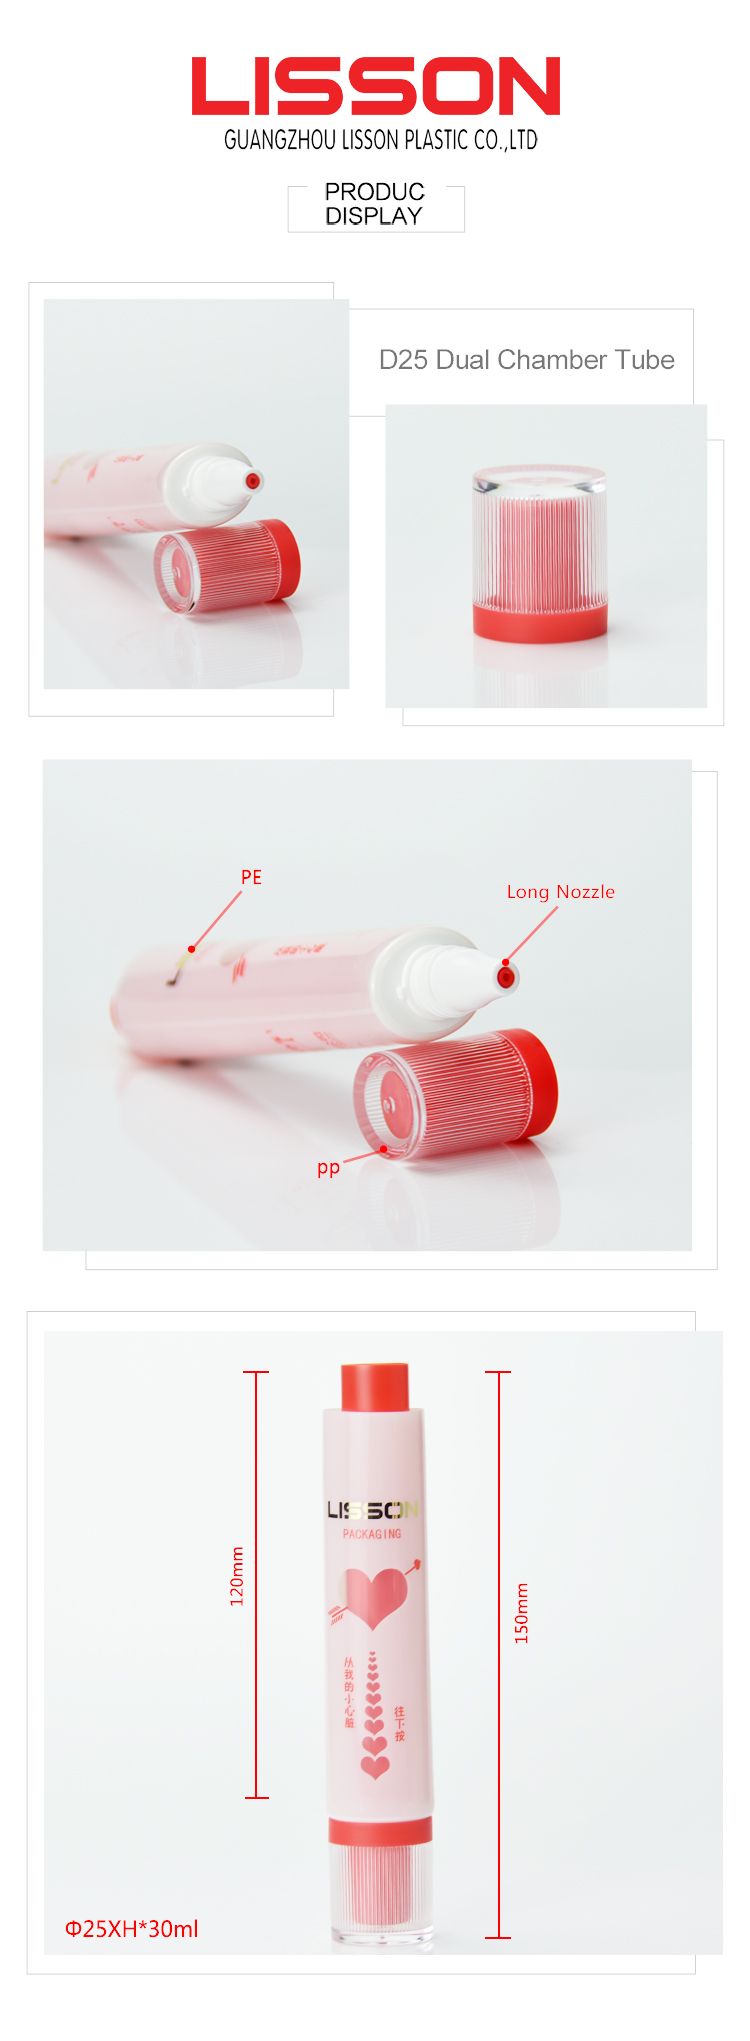 LISSON
GUANGZHOU LISSON PLASTIC CO.,LTD
PRODUC
DISPLAY
D25 Dual Chamber Tube
PE
Long Nozzle
pp
LISSON
PACKAGING
从我的小心脏
往下按
120mm
150mm
Φ25XH*30ml